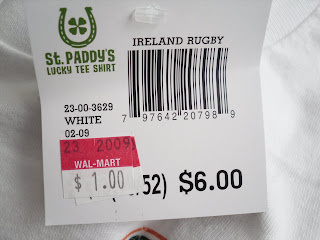 ST. PADDY'S
LUCKY TEE SHIRT
IRELAND RUGBY
23-00-3629
WHITE
02-09
7 97642 20798 9
23 2009
WAL-MART
$ 1.00
52) $6.00